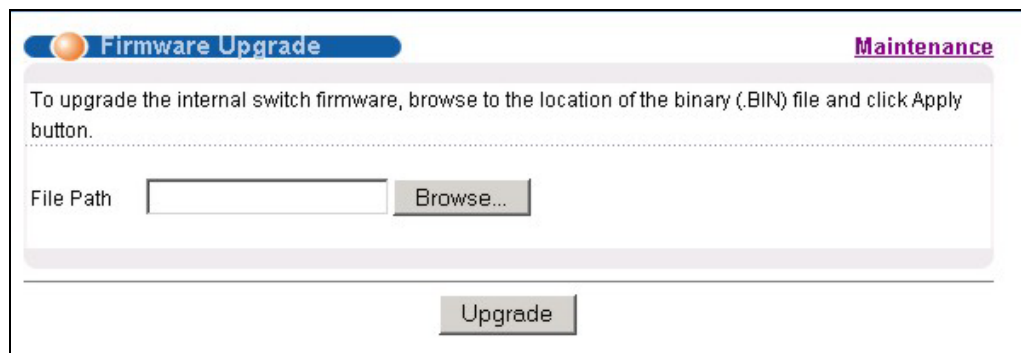 Firmware Upgrade
Maintenance
To upgrade the internal switch firmware, browse to the location of the binary (.BIN) file and click Apply
button.
File Path
Browse...
Upgrade